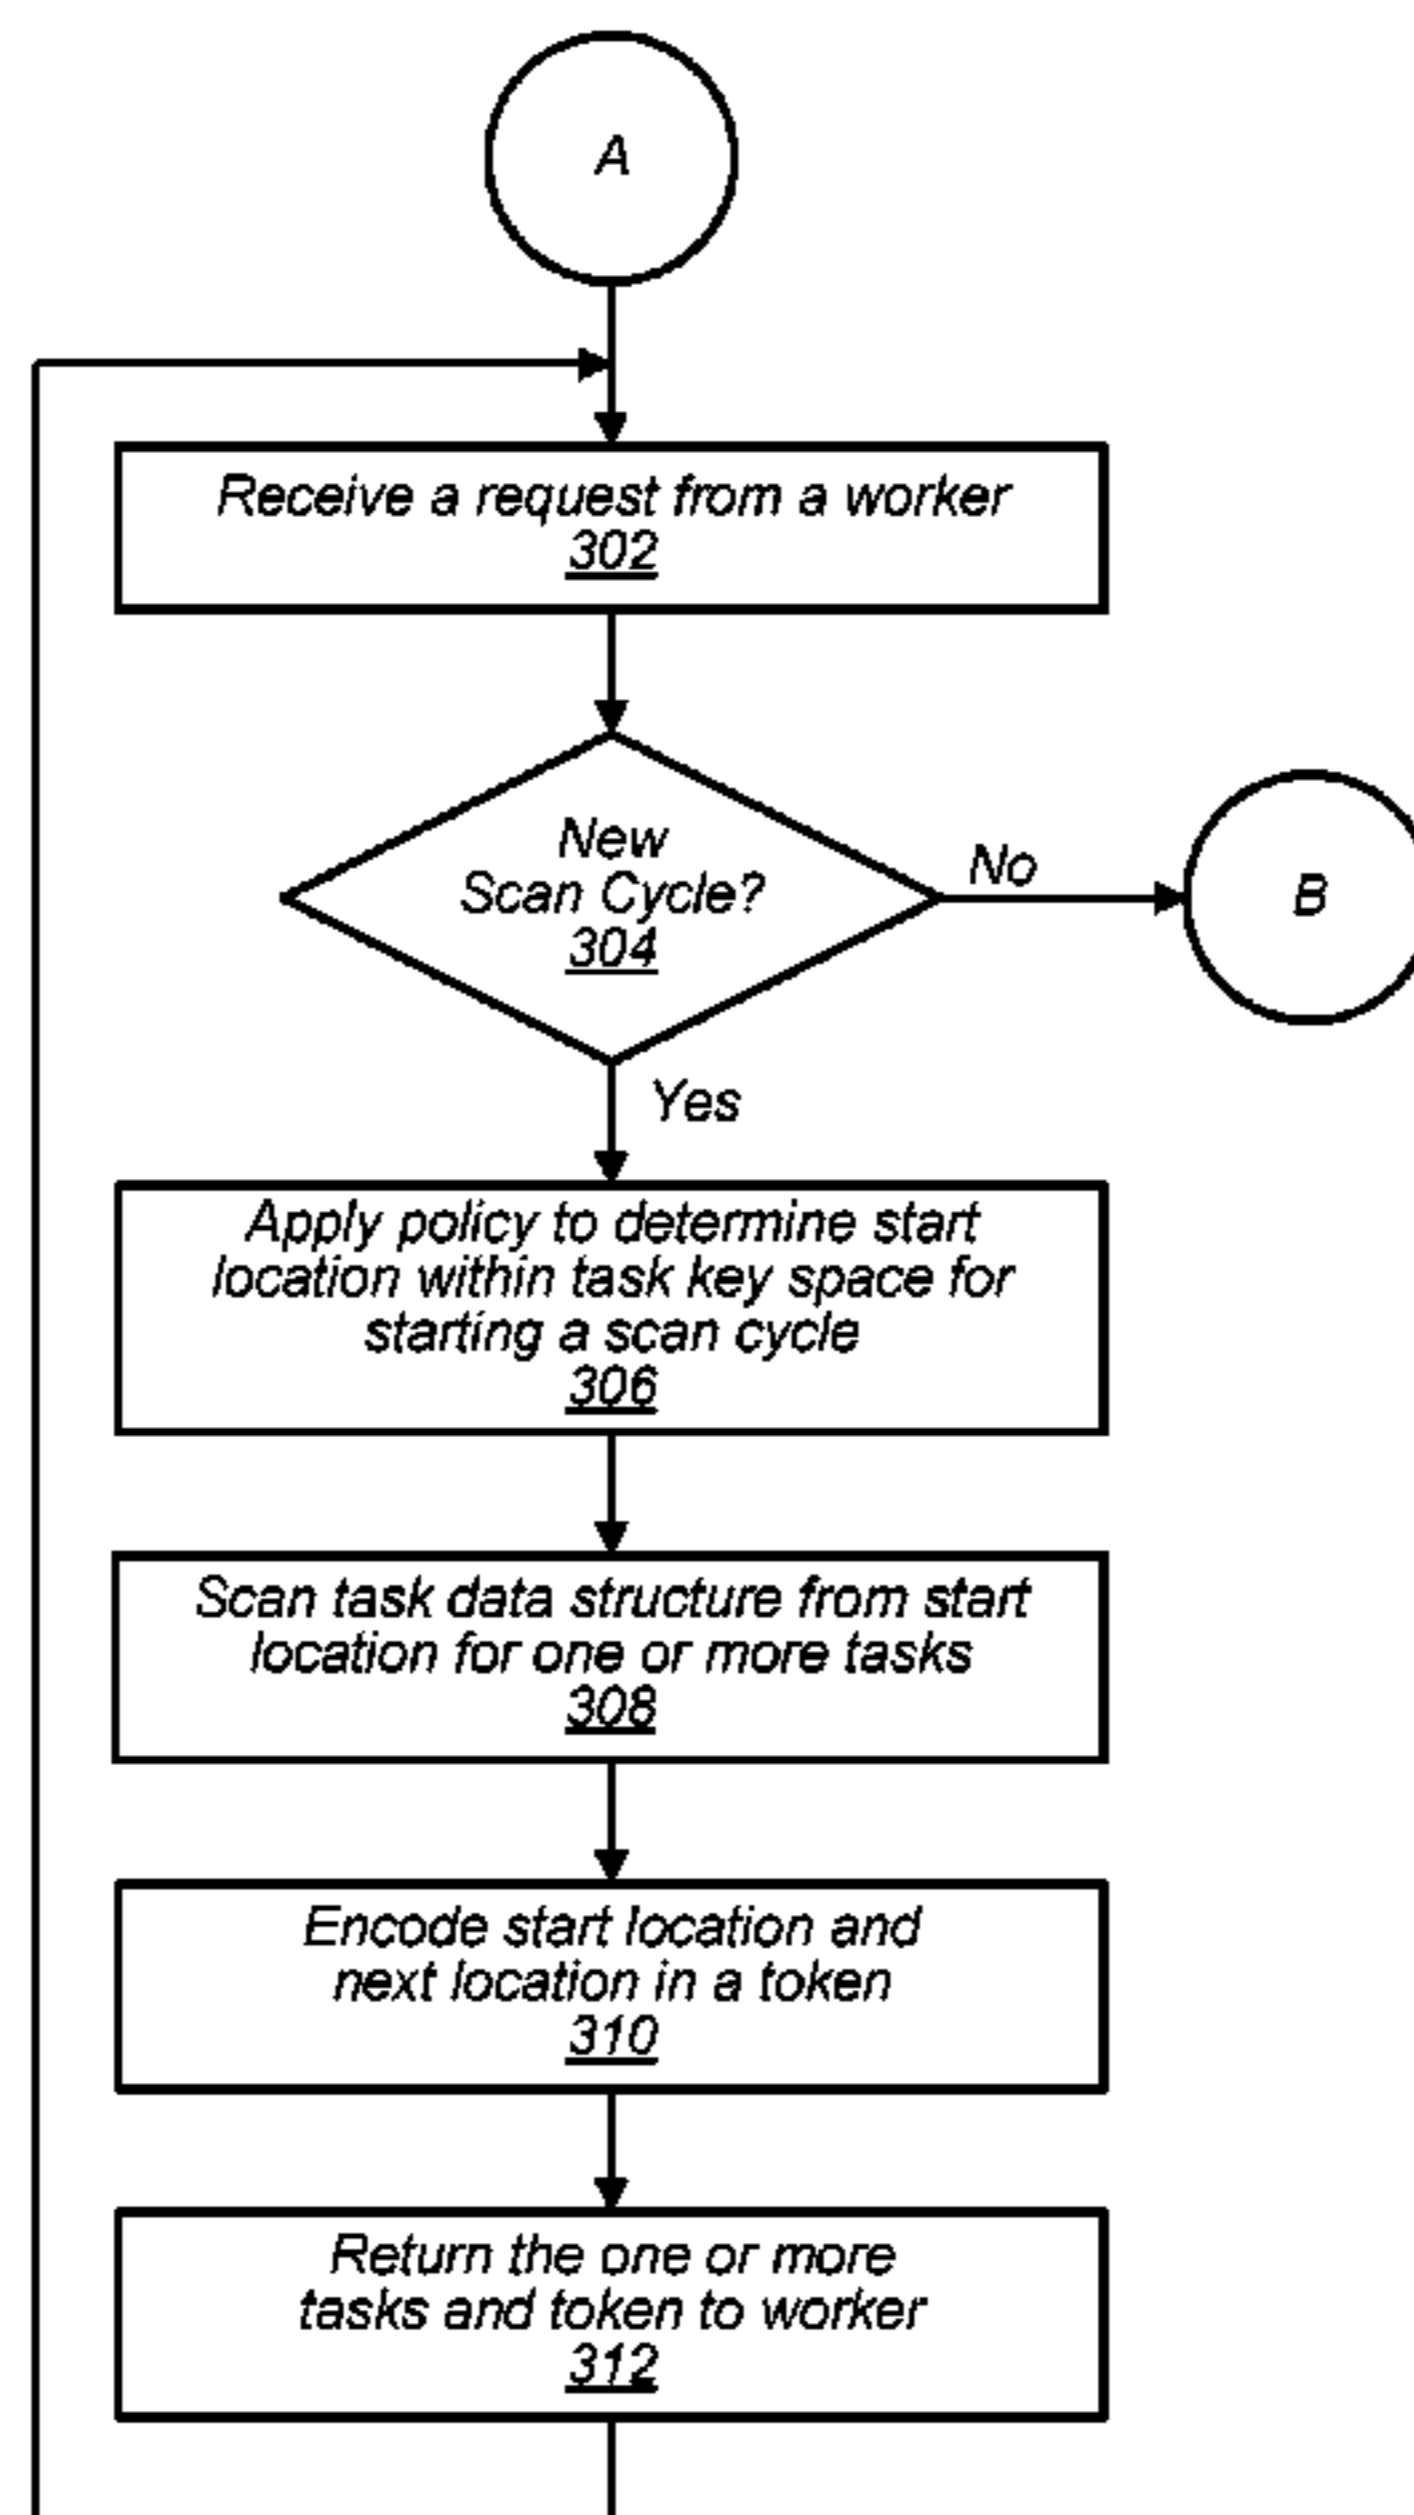 A
Receive a request from a worker
302
New
Scan Cycle?
304
No
B
Yes
Apply policy to determine start
location within task key space for
starting a scan cycle
306
Scan task data structure from start
location for one or more tasks
308
Encode start location and
next location in a token
310
Return the one or more
tasks and token to worker
312